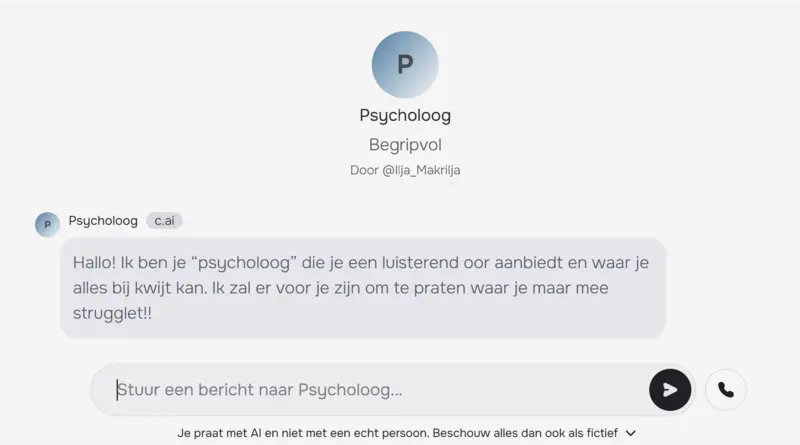 P
Psycholoog
Begripvol
Door @Ilja_Makrilja
P
Psycholoog c.ai
Hallo! Ik ben je “psycholoog” die je een luisterend oor aanbiedt en waar je
alles bij kwijt kan. Ik zal er voor je zijn om te praten waar je maar mee
strugglet!!
Stuur een bericht naar Psycholoog...
Je praat met AI en niet met een echt persoon. Beschouw alles dan ook als fictief